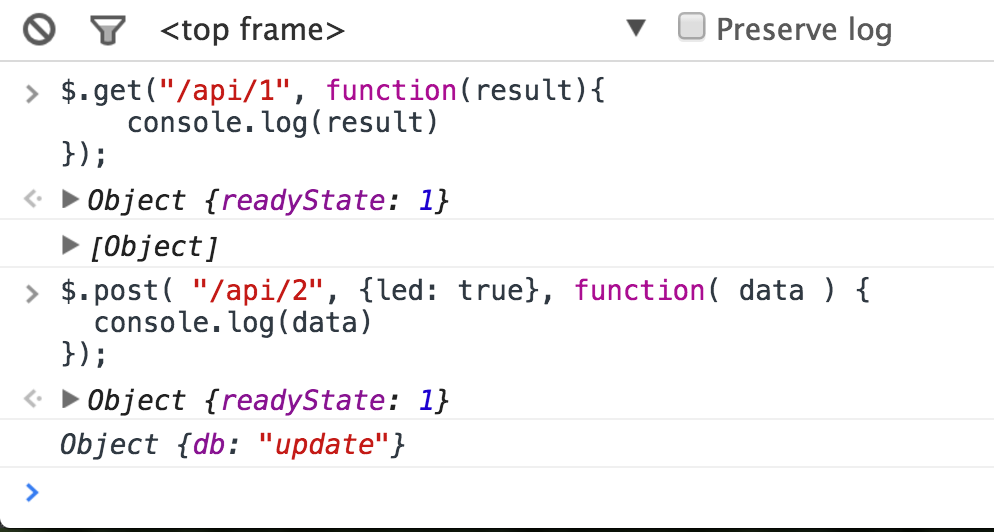 <top frame> Preserve log
$.get("/api/1", function(result){
    console.log(result)
});
Object {readyState: 1}
[Object]
$.post( "/api/2", {led: true}, function( data ) {
  console.log(data)
});
Object {readyState: 1}
Object {db: "update"}